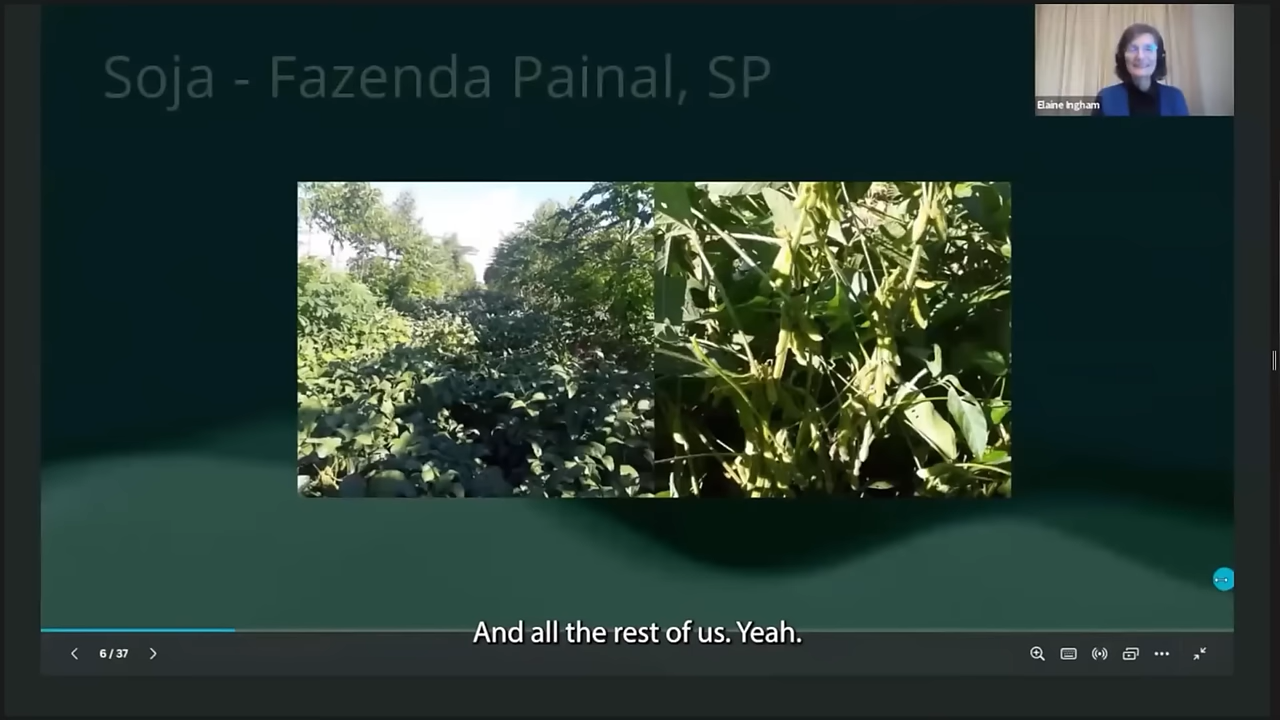 Soja - Fazenda Painal, SP
Elaine Ingham
And all the rest of us. Yeah.
6 / 37